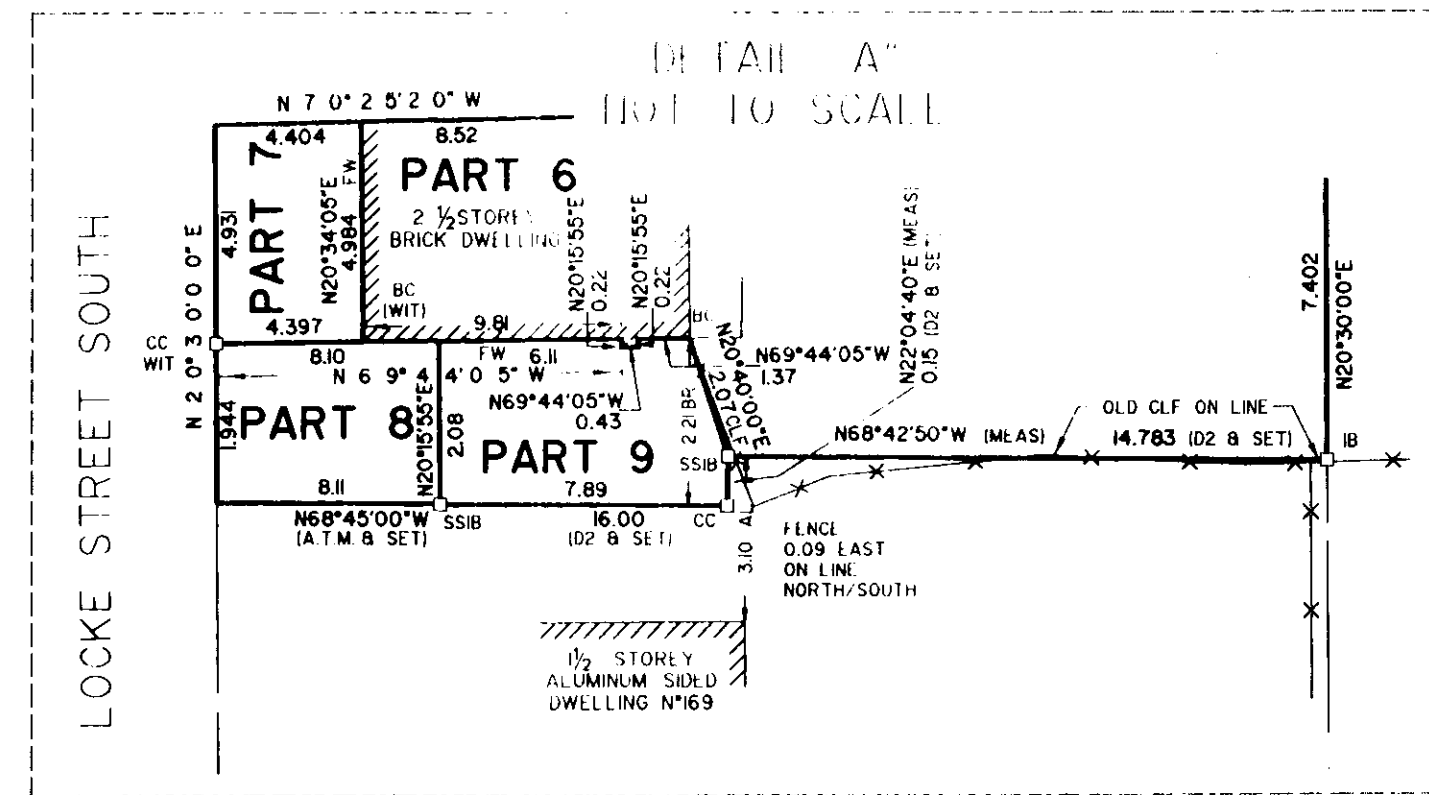 DETAIL "A"
NOT TO SCALE
N 70° 25' 20" W
4.404
8.52
PART 7
PART 6
2 ½ STOREY
BRICK DWELLING
4.931
N20°34'05"E
4.984 FW
N 20° 30' 00" E
LOCKE STREET SOUTH
BC
(WIT)
4.397
9.81
N20°15'55"E
0.22
N20°15'55"E
0.22
BC
CC
WIT
8.10
FW
6.11
N 69° 44' 05" W
N69°44'05"W
0.43
N69°44'05"W
1.37
N20°40'00"E
2.07 CLF
2.21 BR
N22°04'40"E (MEAS)
0.15 (D2 & SET)
7.402
N20°30'00"E
1.944
PART 8
N20°15'55"E
2.08
PART 9
SSIB
N68°42'50"W (MEAS)
OLD CLF ON LINE
14.783 (D2 & SET)
IB
8.11
7.89
N68°45'00"W
(A.T.M. & SET)
SSIB
16.00
(D2 & SET)
CC
3.10 A
FENCE
0.09 EAST
ON LINE
NORTH/SOUTH
1½ STOREY
ALUMINUM SIDED
DWELLING N°169